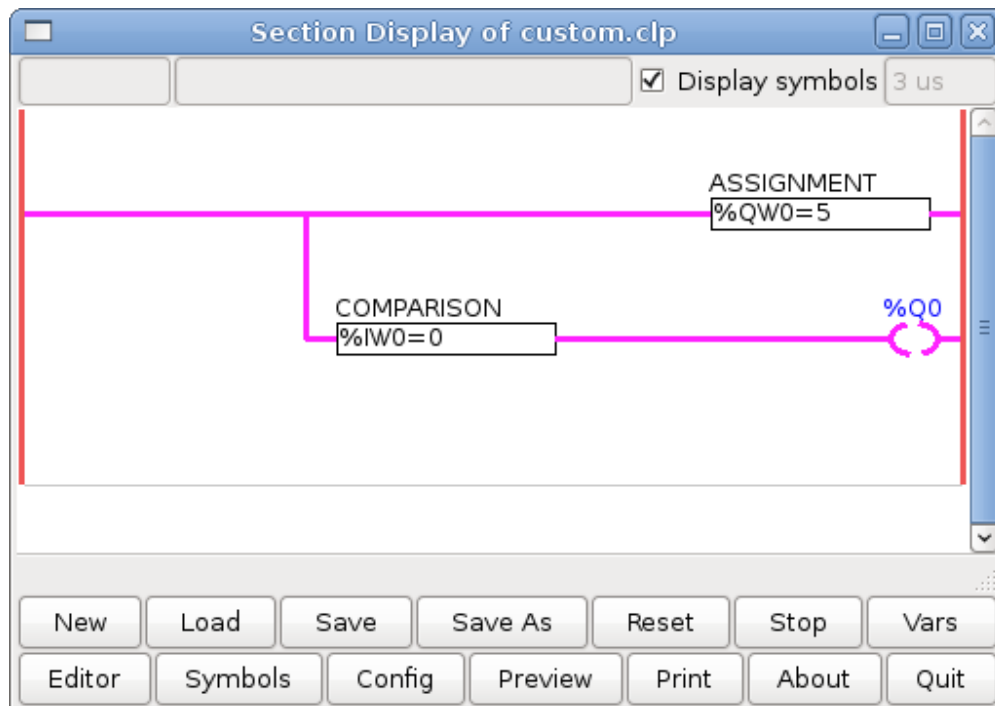 Section Display of custom.clp
Display symbols 3 us
ASSIGNMENT
%QW0=5
COMPARISON %Q0
%IW0=0
New Load Save Save As Reset Stop Vars
Editor Symbols Config Preview Print About Quit